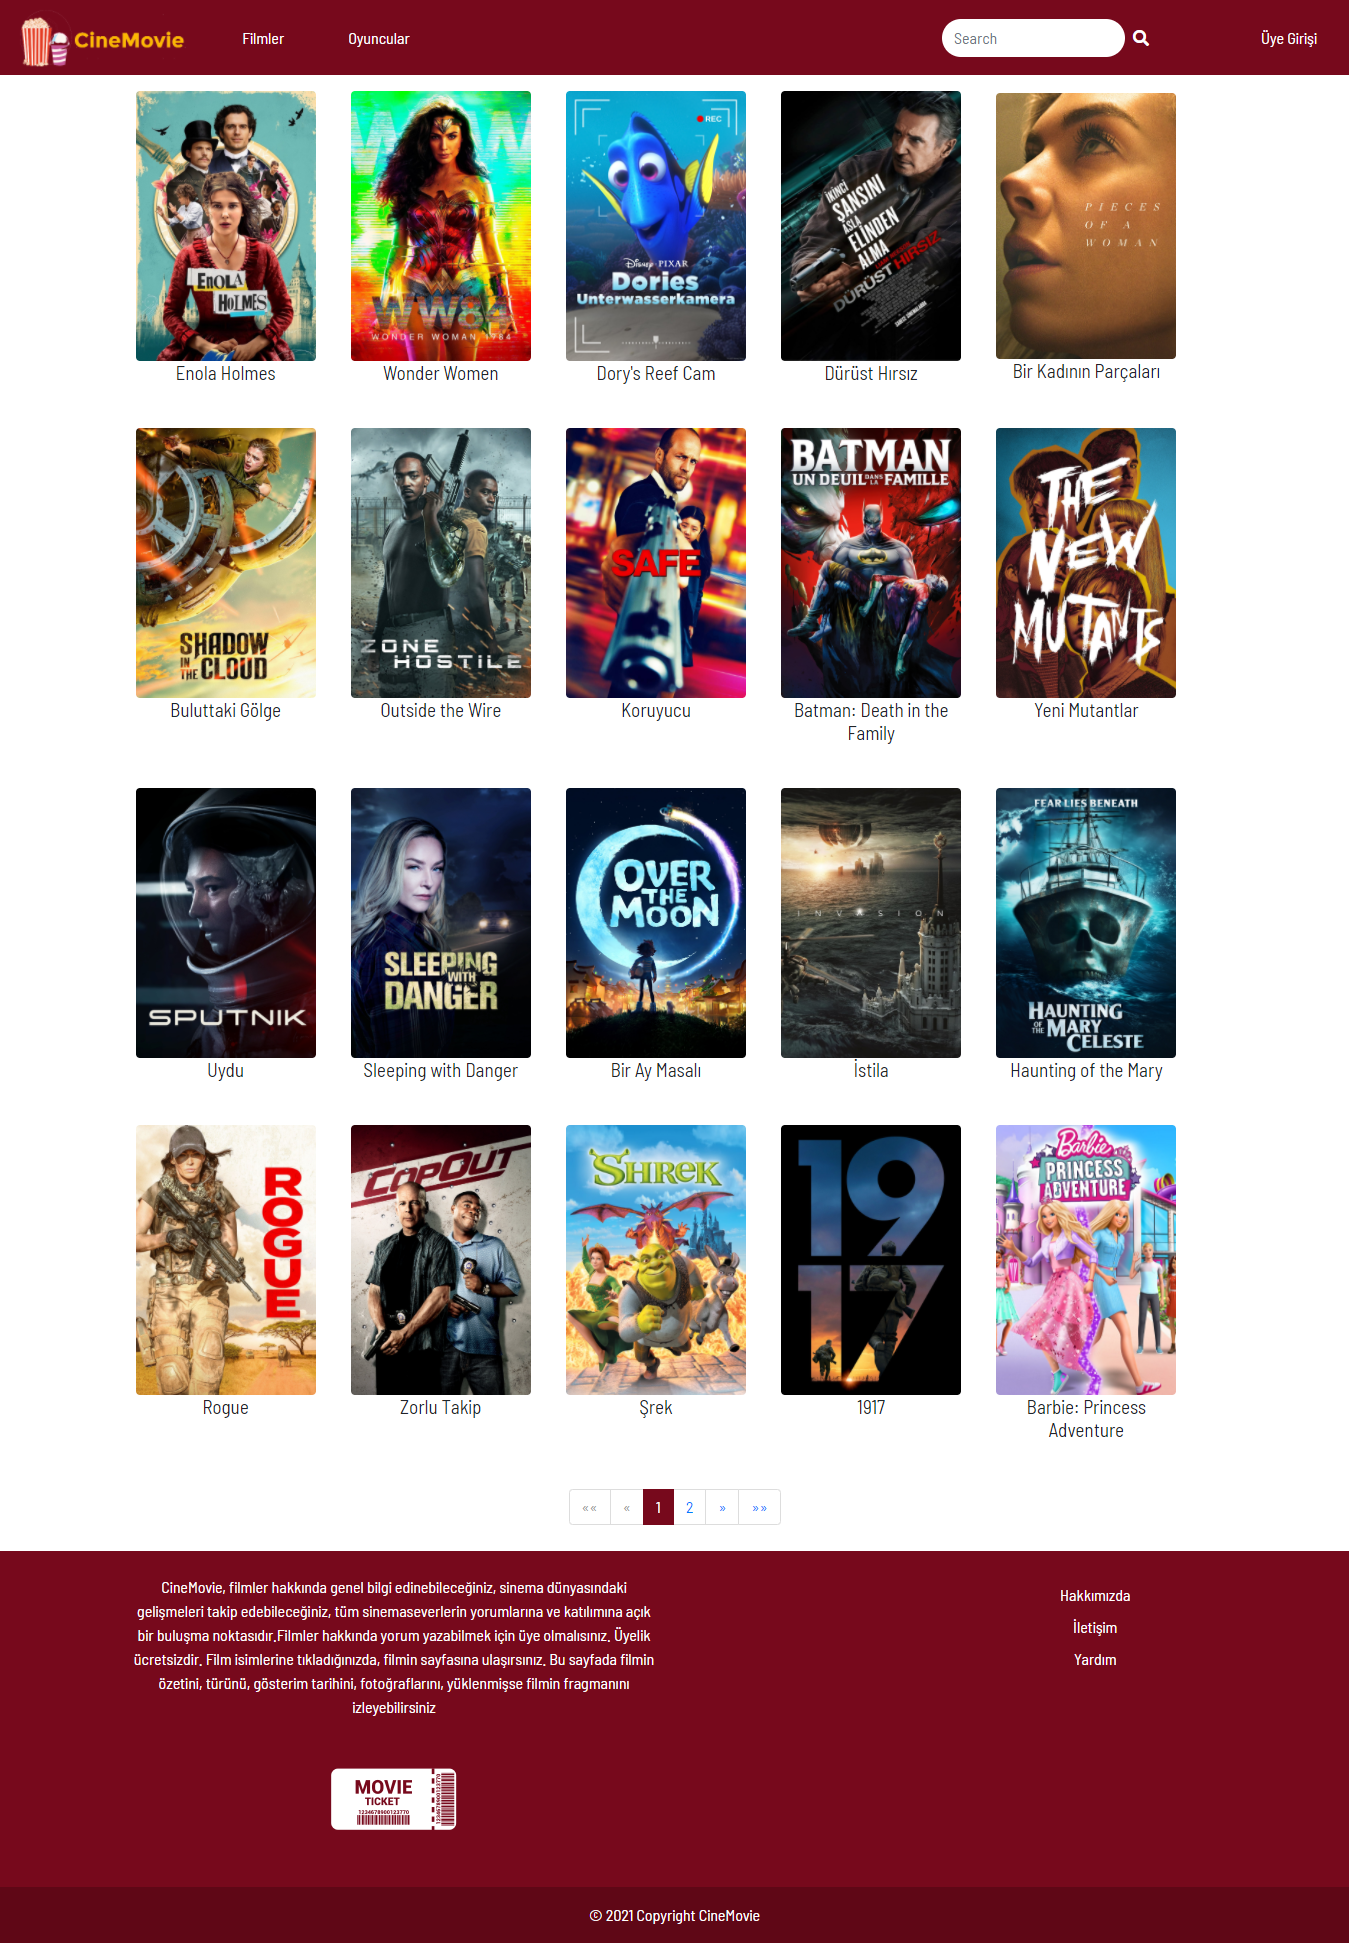 CineMovie
Filmler
Oyuncular
Search
Üye Girişi
ENOLA
HOLMES
Enola Holmes
WW84
WONDER WOMAN 1984
Wonder Women
REC
Disney · PIXAR
Dories
Unterwasserkamera
Dory's Reef Cam
İKİNCİ
ŞANSINI
ASLA
ELİNDEN
ALMA
DÜRÜST HIRSIZ
Dürüst Hırsız
PIECES
OF A
WOMAN
Bir Kadının Parçaları
SHADOW
IN THE CLOUD
Buluttaki Gölge
ZONE
HOSTILE
Outside the Wire
SAFE
Koruyucu
BATMAN
UN DEUIL DANS LA FAMILLE
Batman: Death in the
Family
THE
NEW
MUTANTS
Yeni Mutantlar
SPUTNIK
Uydu
SLEEPING
WITH
DANGER
Sleeping with Danger
OVER
THE
MOON
Bir Ay Masalı
INVASION
İstila
FEAR LIES BENEATH
HAUNTING
OF THE MARY
CELESTE
Haunting of the Mary
ROGUE
Rogue
COPOUT
Zorlu Takip
SHREK
Şrek
19
17
1917
Barbie
PRINCESS
ADVENTURE
Barbie: Princess
Adventure
«« « 1 2 » »»
CineMovie, filmler hakkında genel bilgi edinebileceğiniz, sinema dünyasındaki
gelişmeleri takip edebileceğiniz, tüm sinemaseverlerin yorumlarına ve katılımına açık
bir buluşma noktasıdır.Filmler hakkında yorum yazabilmek için üye olmalısınız. Üyelik
ücretsizdir. Film isimlerine tıkladığınızda, filmin sayfasına ulaşırsınız. Bu sayfada filmin
özetini, türünü, gösterim tarihini, fotoğraflarını, yüklenmişse filmin fragmanını
izleyebilirsiniz
Hakkımızda
İletişim
Yardım
MOVIE
TICKET
1234678900123770
1234678900123770
© 2021 Copyright CineMovie